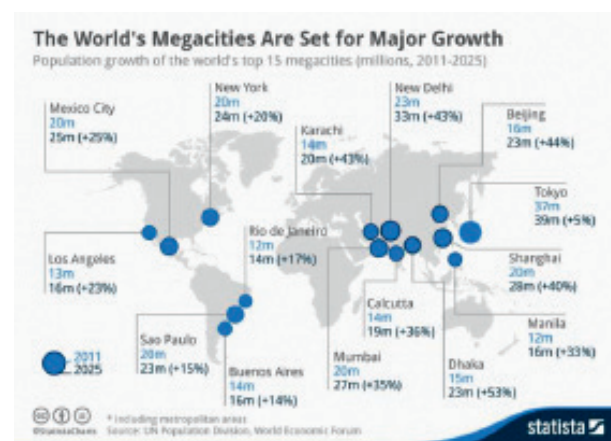 The World's Megacities Are Set for Major Growth
Population growth of the world's top 15 megacities (millions, 2011-2025)
New York
20m
24m (+20%)
New Delhi
23m
33m (+43%)
Mexico City
20m
25m (+25%)
Beijing
16m
23m (+44%)
Karachi
14m
20m (+43%)
Tokyo
37m
39m (+5%)
Rio de Janeiro
12m
14m (+17%)
Los Angeles
13m
16m (+23%)
Shanghai
20m
28m (+40%)
Calcutta
14m
19m (+36%)
Manila
12m
16m (+33%)
Sao Paulo
20m
23m (+15%)
Mumbai
20m
27m (+35%)
Dhaka
15m
23m (+53%)
Buenos Aires
14m
16m (+14%)
2011
2025
* including metropolitan areas
@StatistaCharts Source: UN Population Division, World Economic Forum
statista